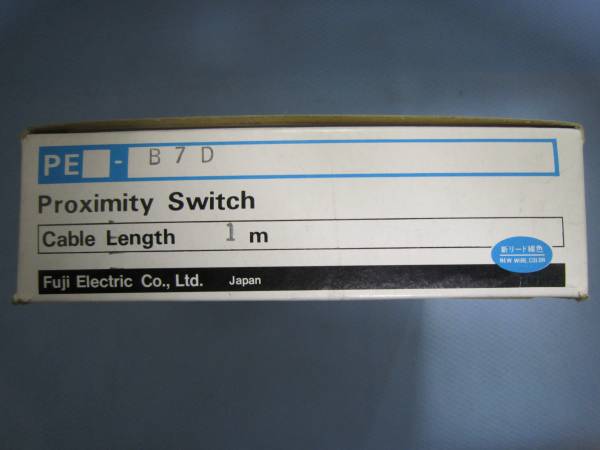 PE□- B7D
Proximity Switch
Cable Length 1 m
新リード線色
NEW WIRE COLOR
Fuji Electric Co., Ltd. Japan